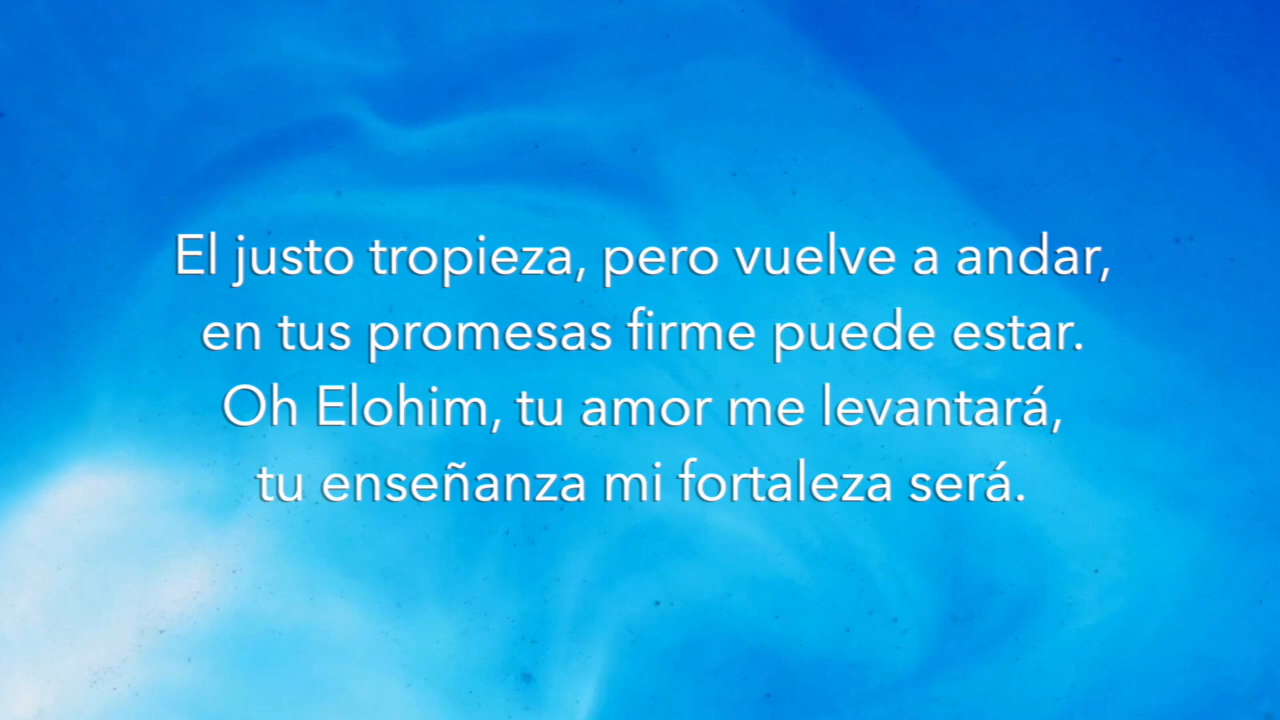 El justo tropieza, pero vuelve a andar,
en tus promesas firme puede estar.
Oh Elohim, tu amor me levantará,
tu enseñanza mi fortaleza será.